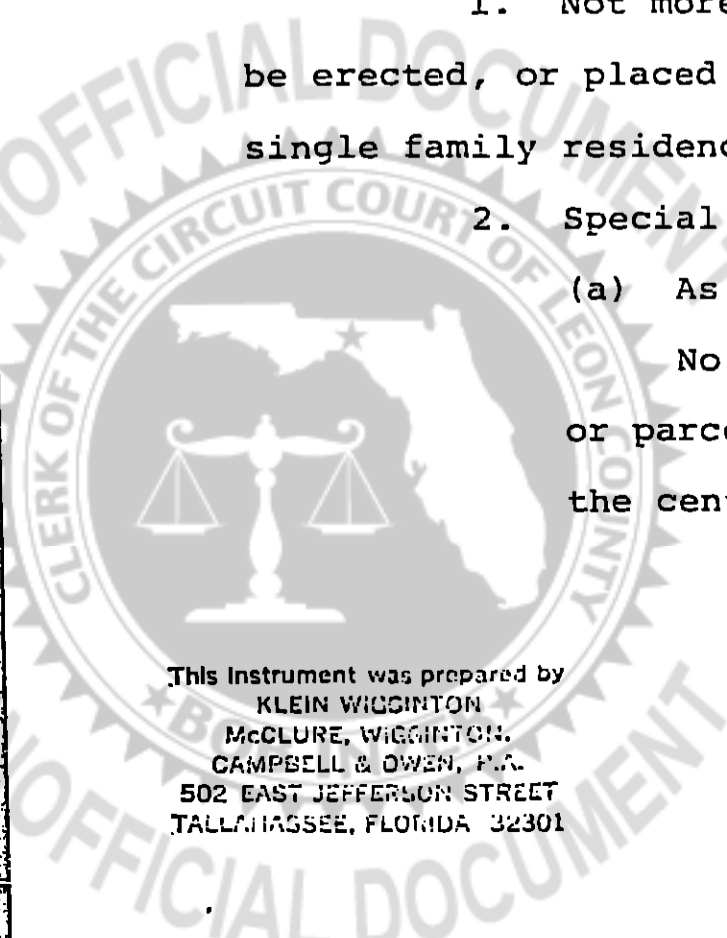 1. Not more
be erected, or placed
single family residenc
2. Special
(a) As
No
or parce
the cen
This Instrument was prepared by
KLEIN WIGGINTON
McCLURE, WIGGINTON,
CAMPBELL & OWEN, P.A.
502 EAST JEFFERSON STREET
TALLAHASSEE, FLORIDA 32301
NOFFICIAL DOCUMENT
CLERK OF THE CIRCUIT COURT OF LEON COUNTY
NOFFICIAL DOCUMENT